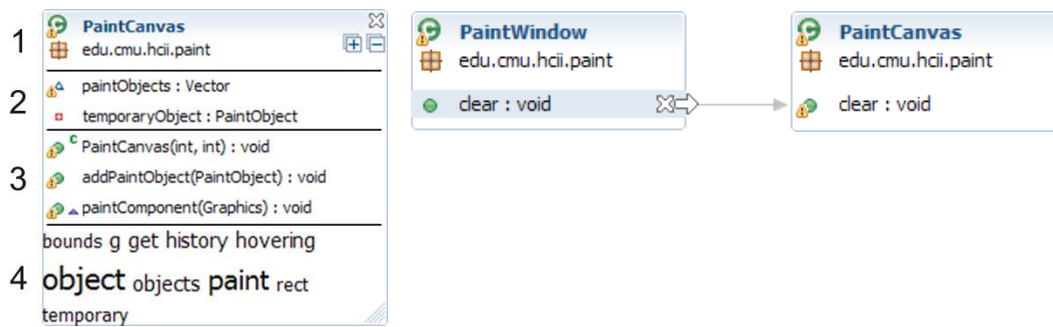 1
PaintCanvas
edu.cmu.hcii.paint
2
paintObjects : Vector
temporaryObject : PaintObject
3
C PaintCanvas(int, int) : void
addPaintObject(PaintObject) : void
paintComponent(Graphics) : void
4
bounds g get history hovering
object objects paint rect
temporary
PaintWindow
edu.cmu.hcii.paint
clear : void
PaintCanvas
edu.cmu.hcii.paint
clear : void